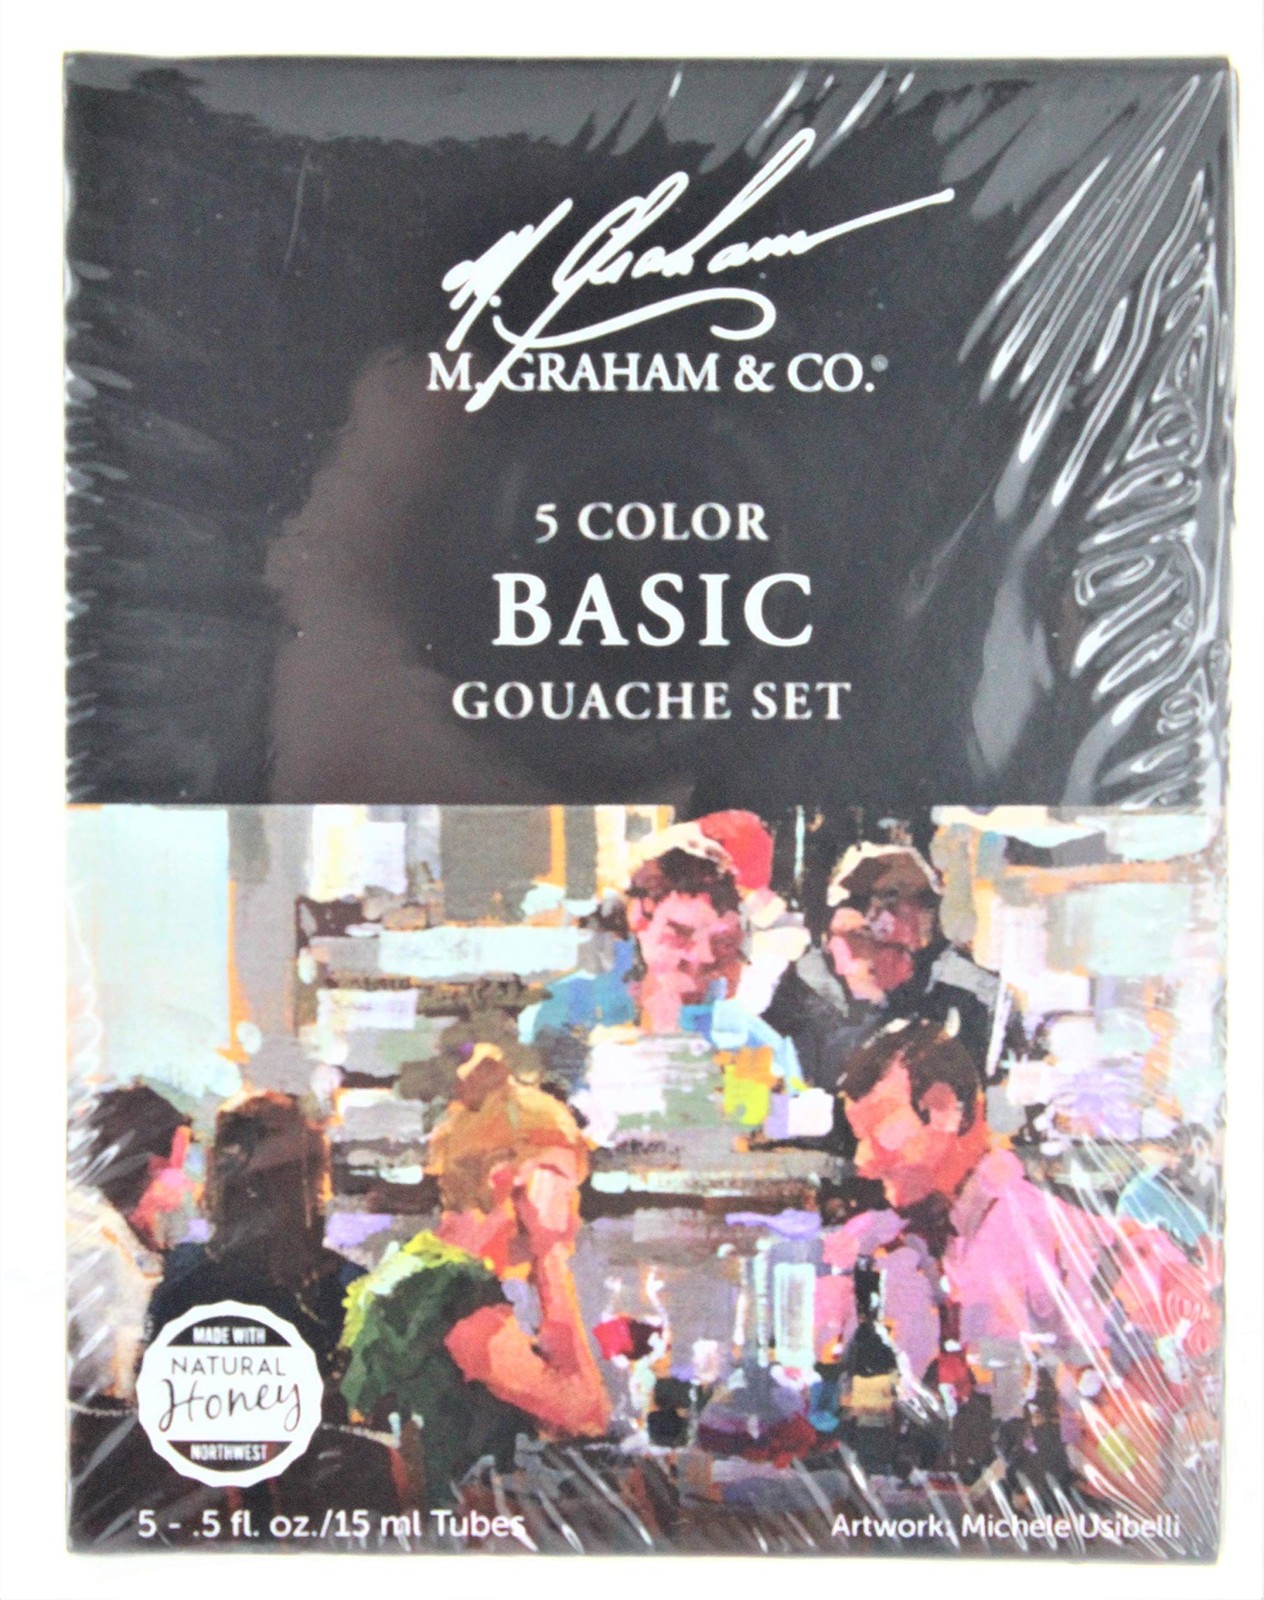 M. Graham
M. GRAHAM & CO.®
5 COLOR
BASIC
GOUACHE SET
MADE WITH
NATURAL
Honey
NORTHWEST
5 - .5 fl. oz./15 ml Tubes
Artwork: Michele Usibelli